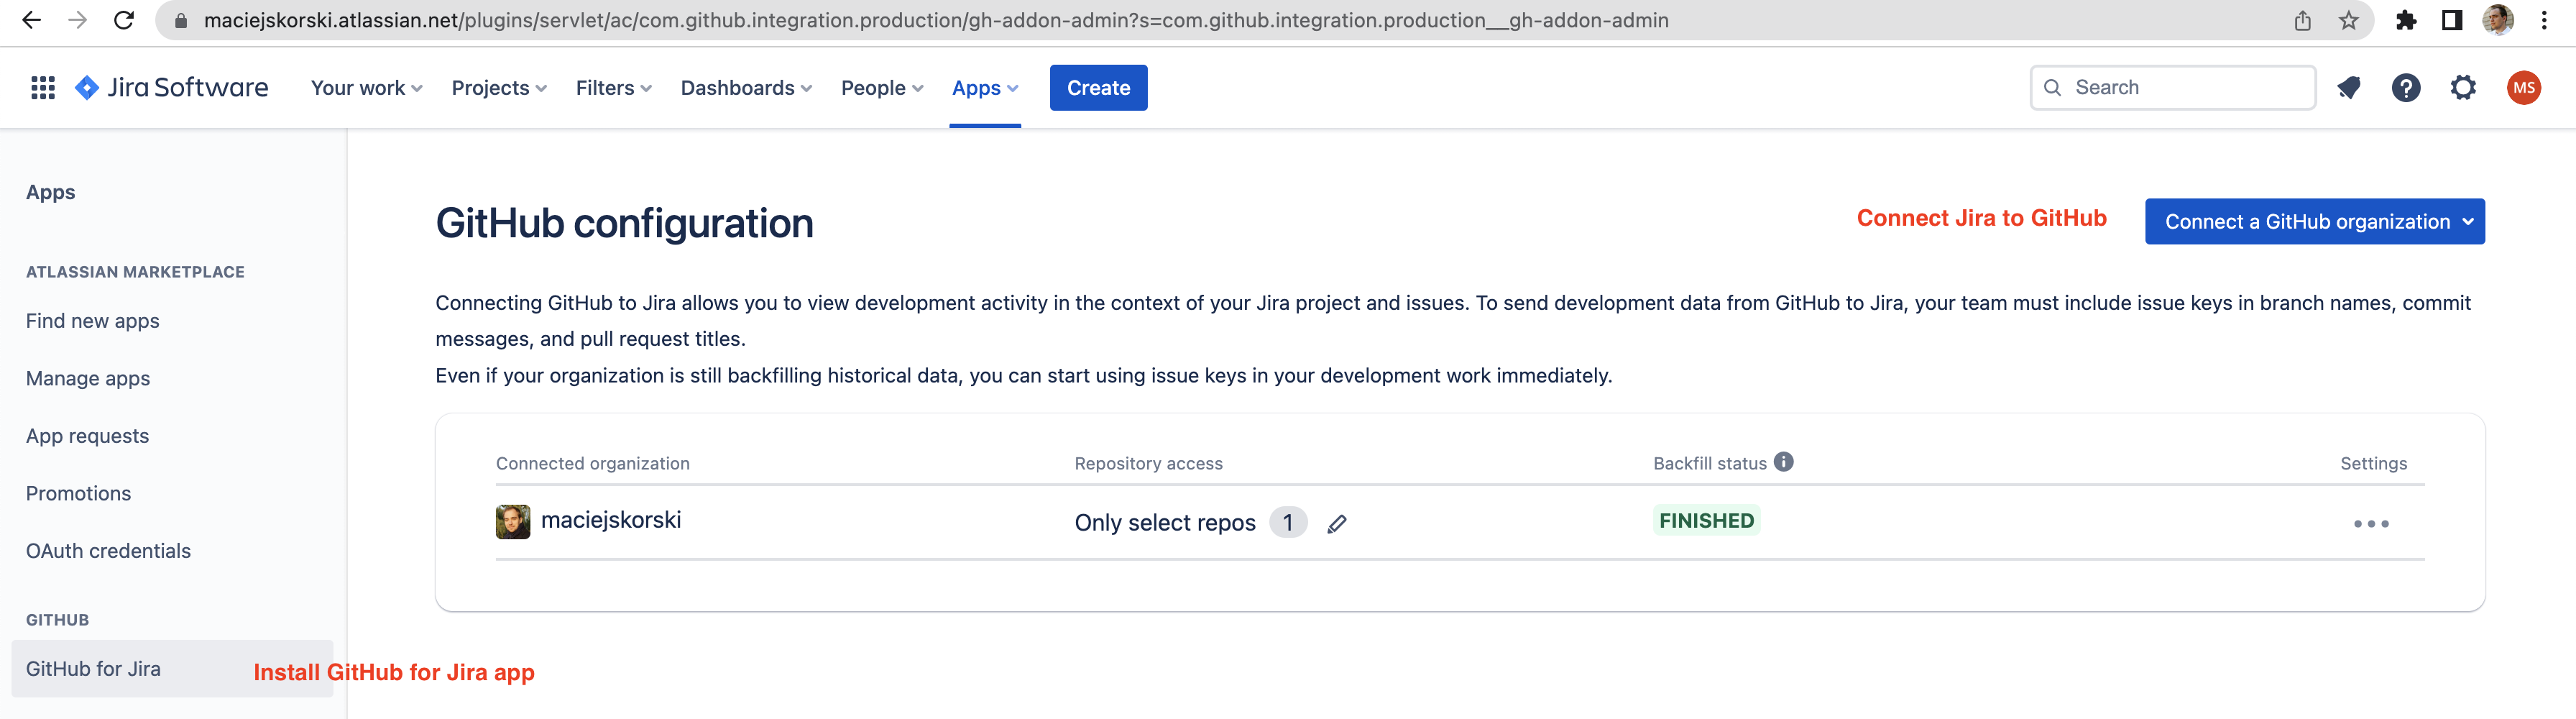 maciejskorski.atlassian.net/plugins/servlet/ac/com.github.integration.production/gh-addon-admin?s=com.github.integration.production__gh-addon-admin
Jira Software Your work Projects Filters Dashboards People Apps Create Search ? MS
Apps
GitHub configuration
Connect Jira to GitHub
Connect a GitHub organization
ATLASSIAN MARKETPLACE
Find new apps
Manage apps
App requests
Promotions
OAuth credentials
GITHUB
GitHub for Jira
Install GitHub for Jira app
Connecting GitHub to Jira allows you to view development activity in the context of your Jira project and issues. To send development data from GitHub to Jira, your team must include issue keys in branch names, commit
messages, and pull request titles.
Even if your organization is still backfilling historical data, you can start using issue keys in your development work immediately.
Connected organization Repository access Backfill status Settings
maciejskorski Only select repos 1 FINISHED